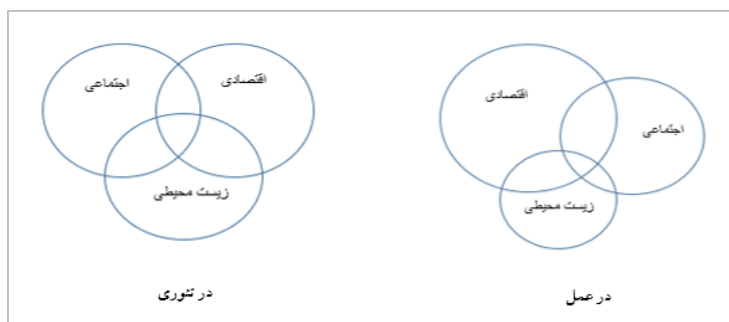 اجتماعی
اقتصادی
زیست محیطی
در تئوری
اقتصادی
اجتماعی
زیست محیطی
در عمل